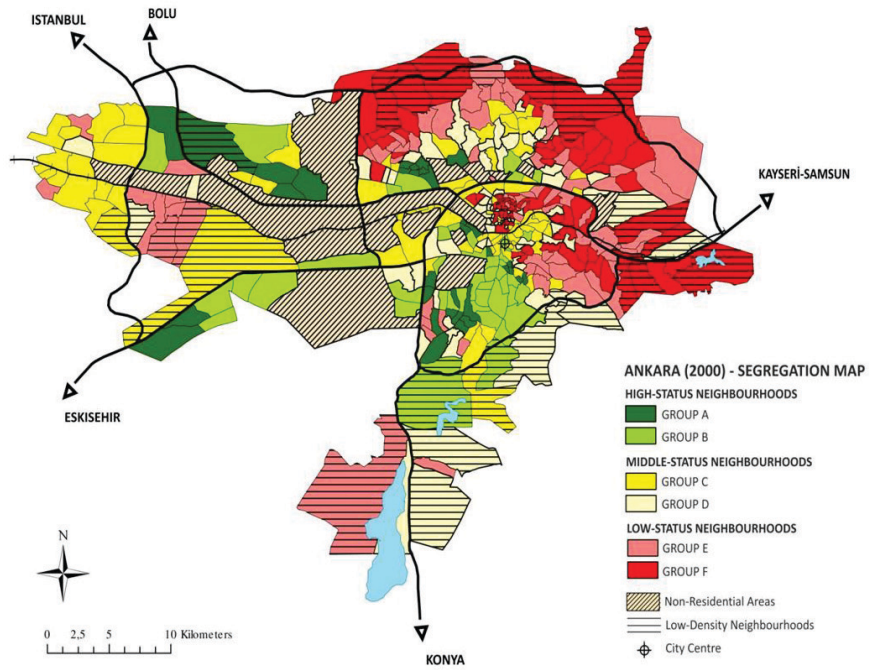 ISTANBUL
BOLU
KAYSERİ-SAMSUN
ESKISEHIR
KONYA
ANKARA (2000) - SEGREGATION MAP
HIGH-STATUS NEIGHBOURHOODS
GROUP A
GROUP B
MIDDLE-STATUS NEIGHBOURHOODS
GROUP C
GROUP D
LOW-STATUS NEIGHBOURHOODS
GROUP E
GROUP F
Non-Residential Areas
Low-Density Neighbourhoods
City Centre
N
0 2,5 5 10 Kilometers